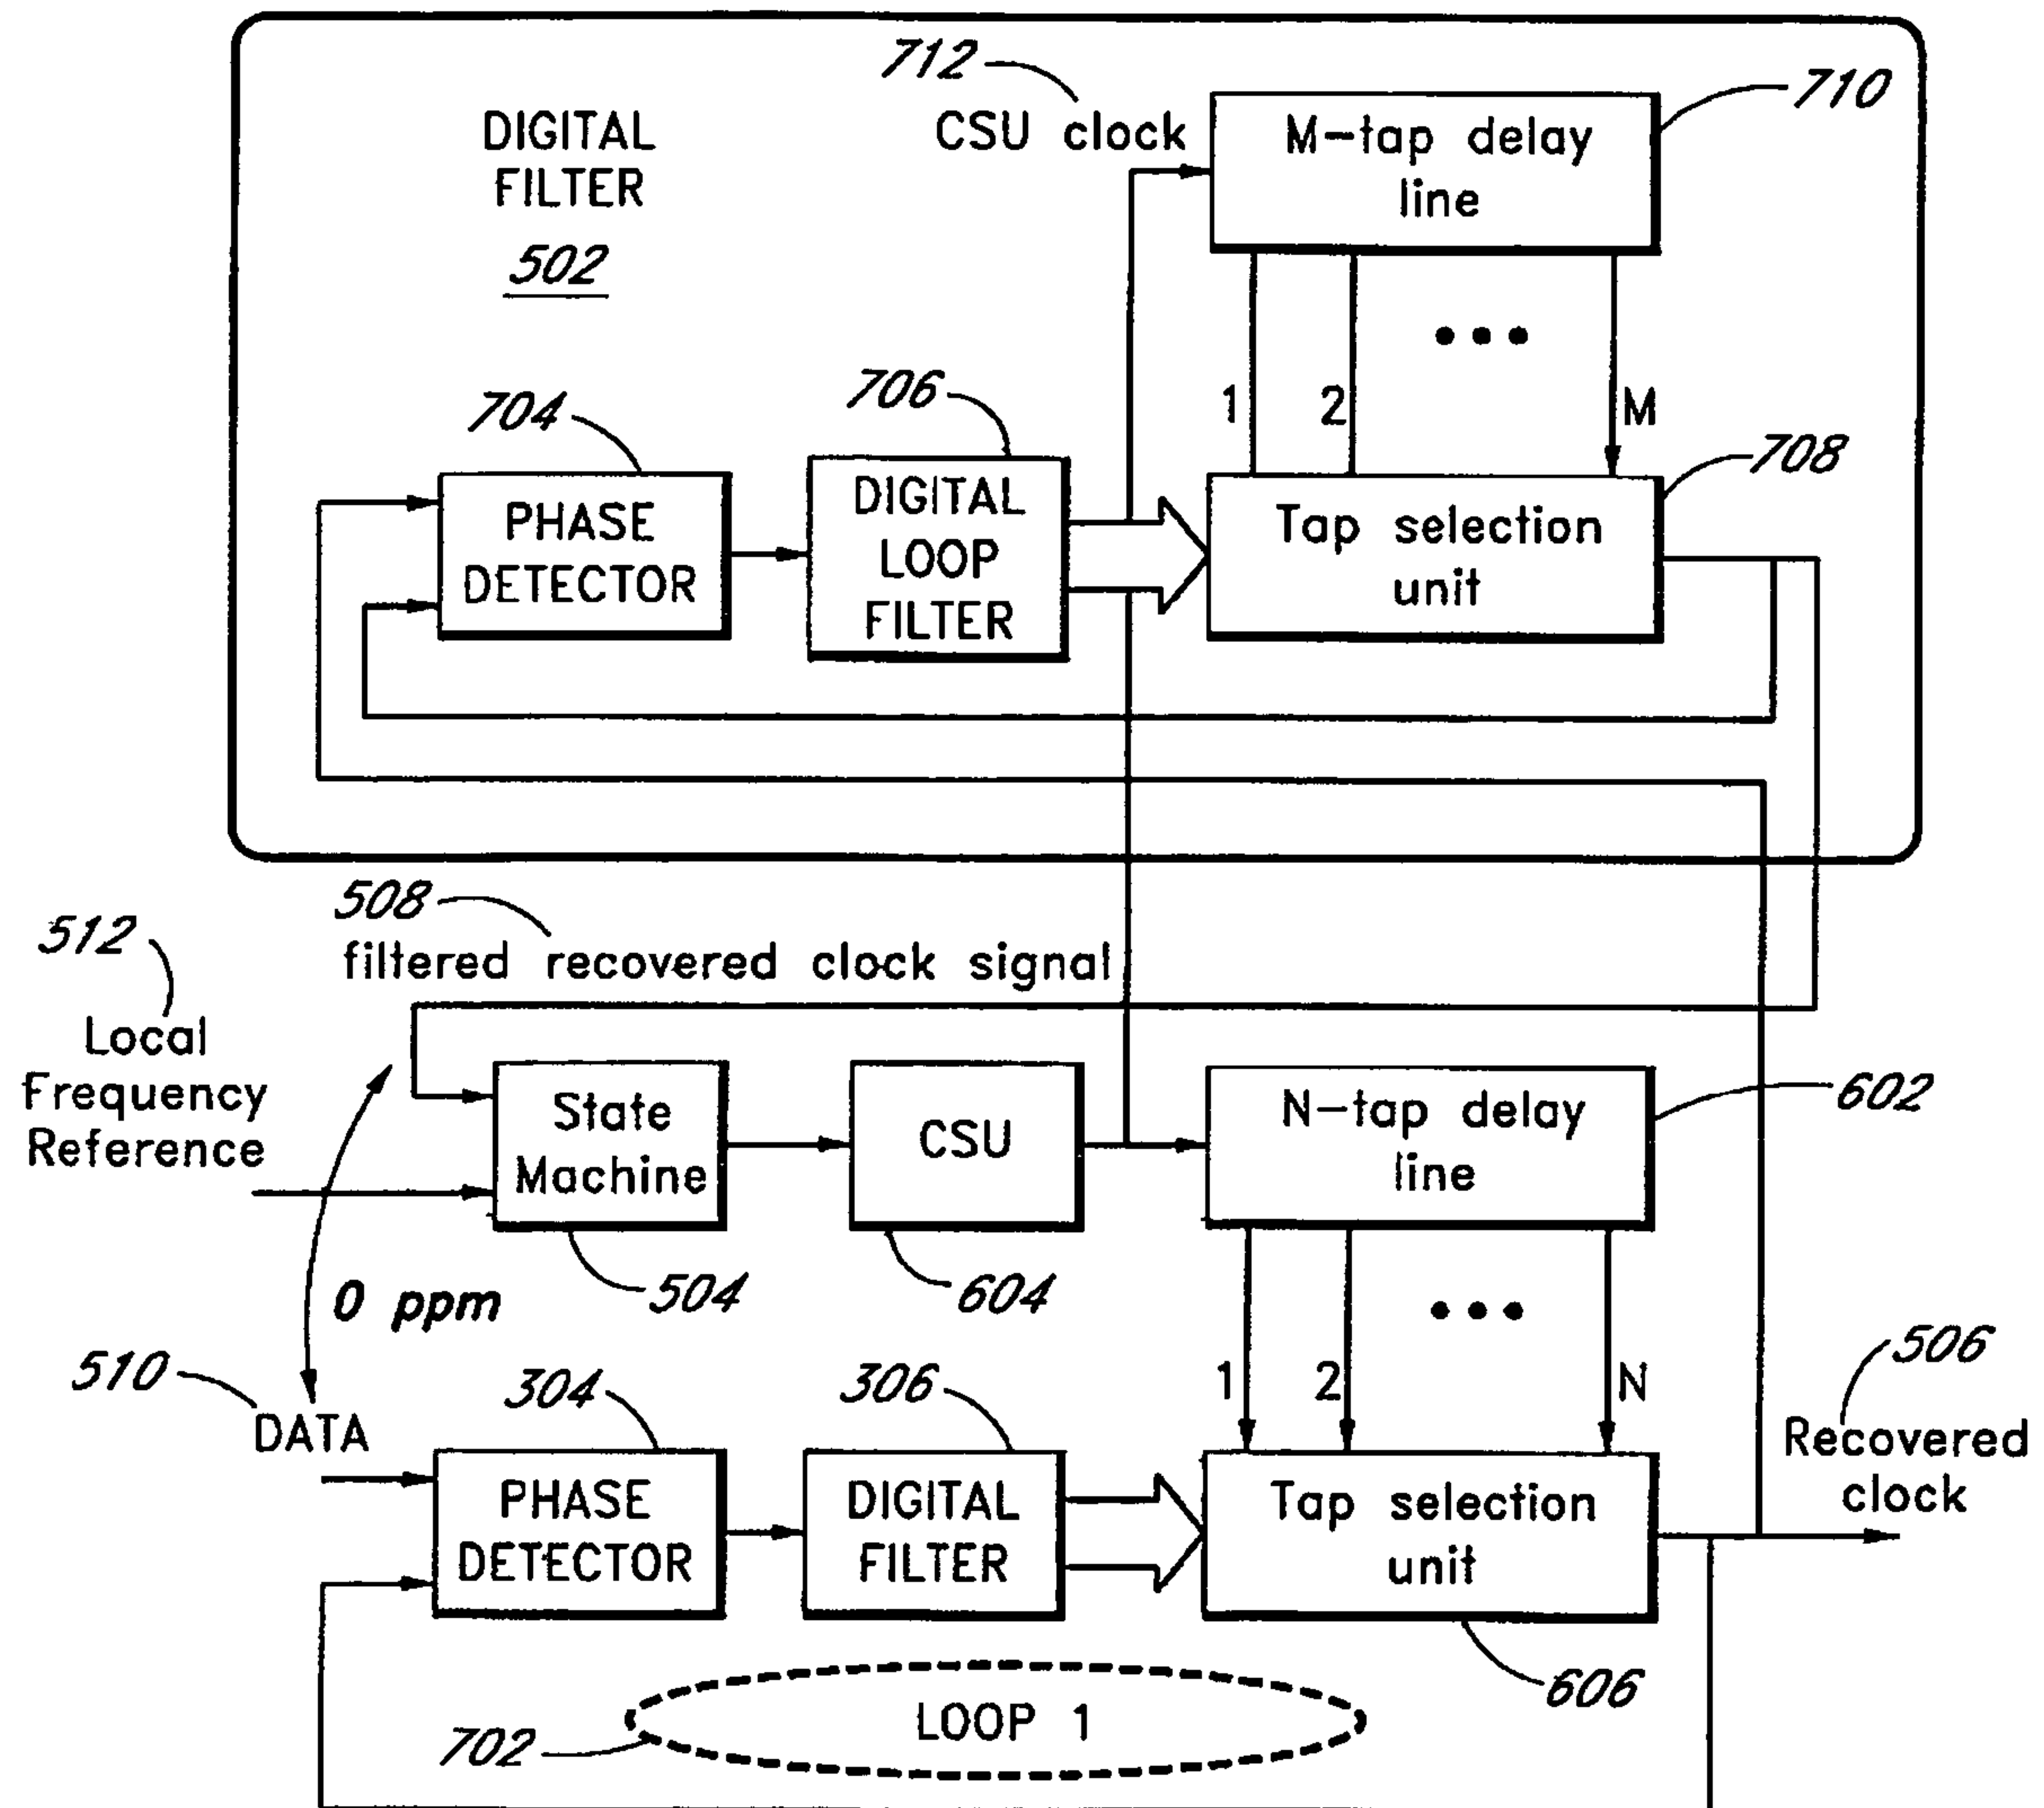 712
CSU clock
710
DIGITAL
FILTER
502
M-tap delay
line
1
2
M
704
706
708
PHASE
DETECTOR
DIGITAL
LOOP
FILTER
Tap selection
unit
508
filtered recovered clock signal
512
Local
Frequency
Reference
State
Machine
CSU
N-tap delay
line
602
504
604
0 ppm
1
2
N
510
DATA
304
306
506
Recovered
clock
PHASE
DETECTOR
DIGITAL
FILTER
Tap selection
unit
606
LOOP 1
702